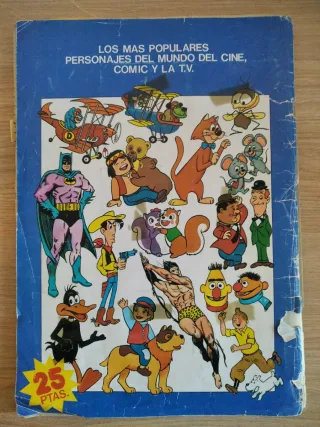 LOS MAS POPULARES
PERSONAJES DEL MUNDO DEL CINE,
COMIC Y LA T.V.
25
PTAS.